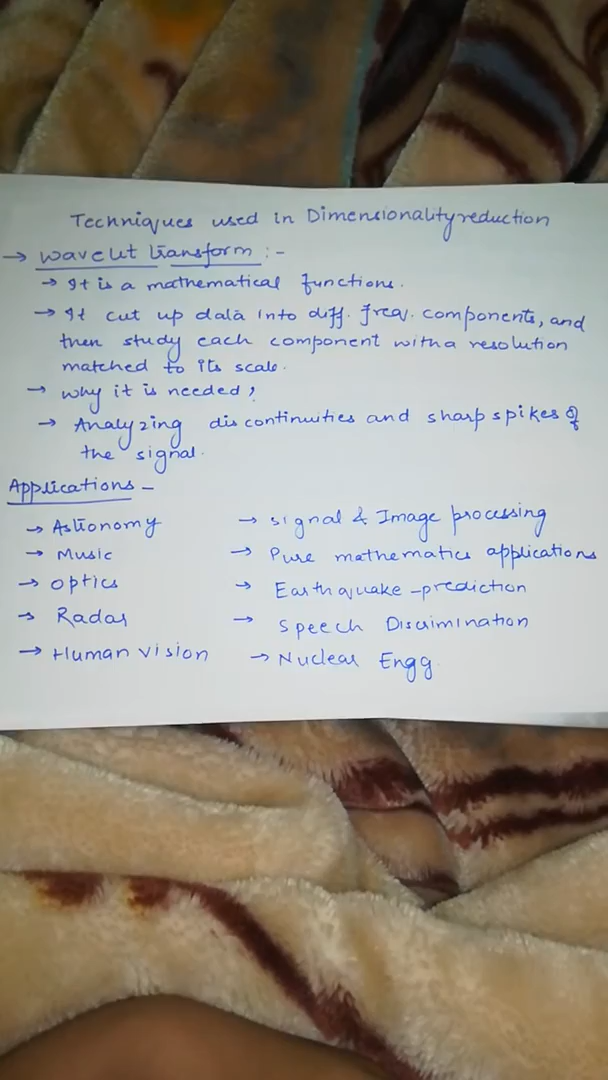 Techniques used in Dimensionality reduction
→ Wavelet transform :-
→ It is a mathematical functions.
→ It cut up data into diff. freq. components, and
then study each component with a resolution
matched to its scale.
→ why it is needed?
→ Analyzing discontinuities and sharp spikes of
the signal.
Applications -
→ Astronomy
→ Music
→ Optics
→ Radar
→ Human vision
→ signal & Image processing
→ Pure mathematics applications
→ Earthquake-prediction
→ Speech Discrimination
→ Nuclear Engg.